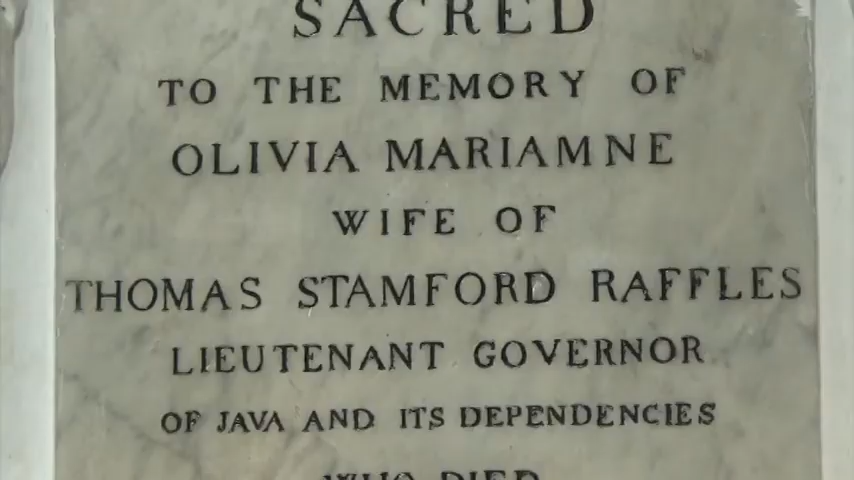 SACRED
TO THE MEMORY OF
OLIVIA MARIAMNE
WIFE OF
THOMAS STAMFORD RAFFLES
LIEUTENANT GOVERNOR
OF JAVA AND ITS DEPENDENCIES
WHO DIED